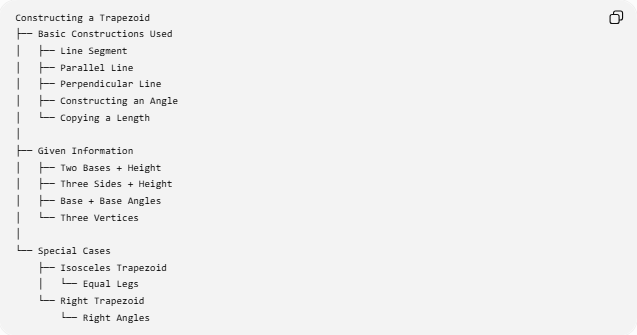 Constructing a Trapezoid
├── Basic Constructions Used
│   ├── Line Segment
│   ├── Parallel Line
│   ├── Perpendicular Line
│   ├── Constructing an Angle
│   └── Copying a Length
│
├── Given Information
│   ├── Two Bases + Height
│   ├── Three Sides + Height
│   ├── Base + Base Angles
│   └── Three Vertices
│
└── Special Cases
    ├── Isosceles Trapezoid
    │   └── Equal Legs
    └── Right Trapezoid
        └── Right Angles